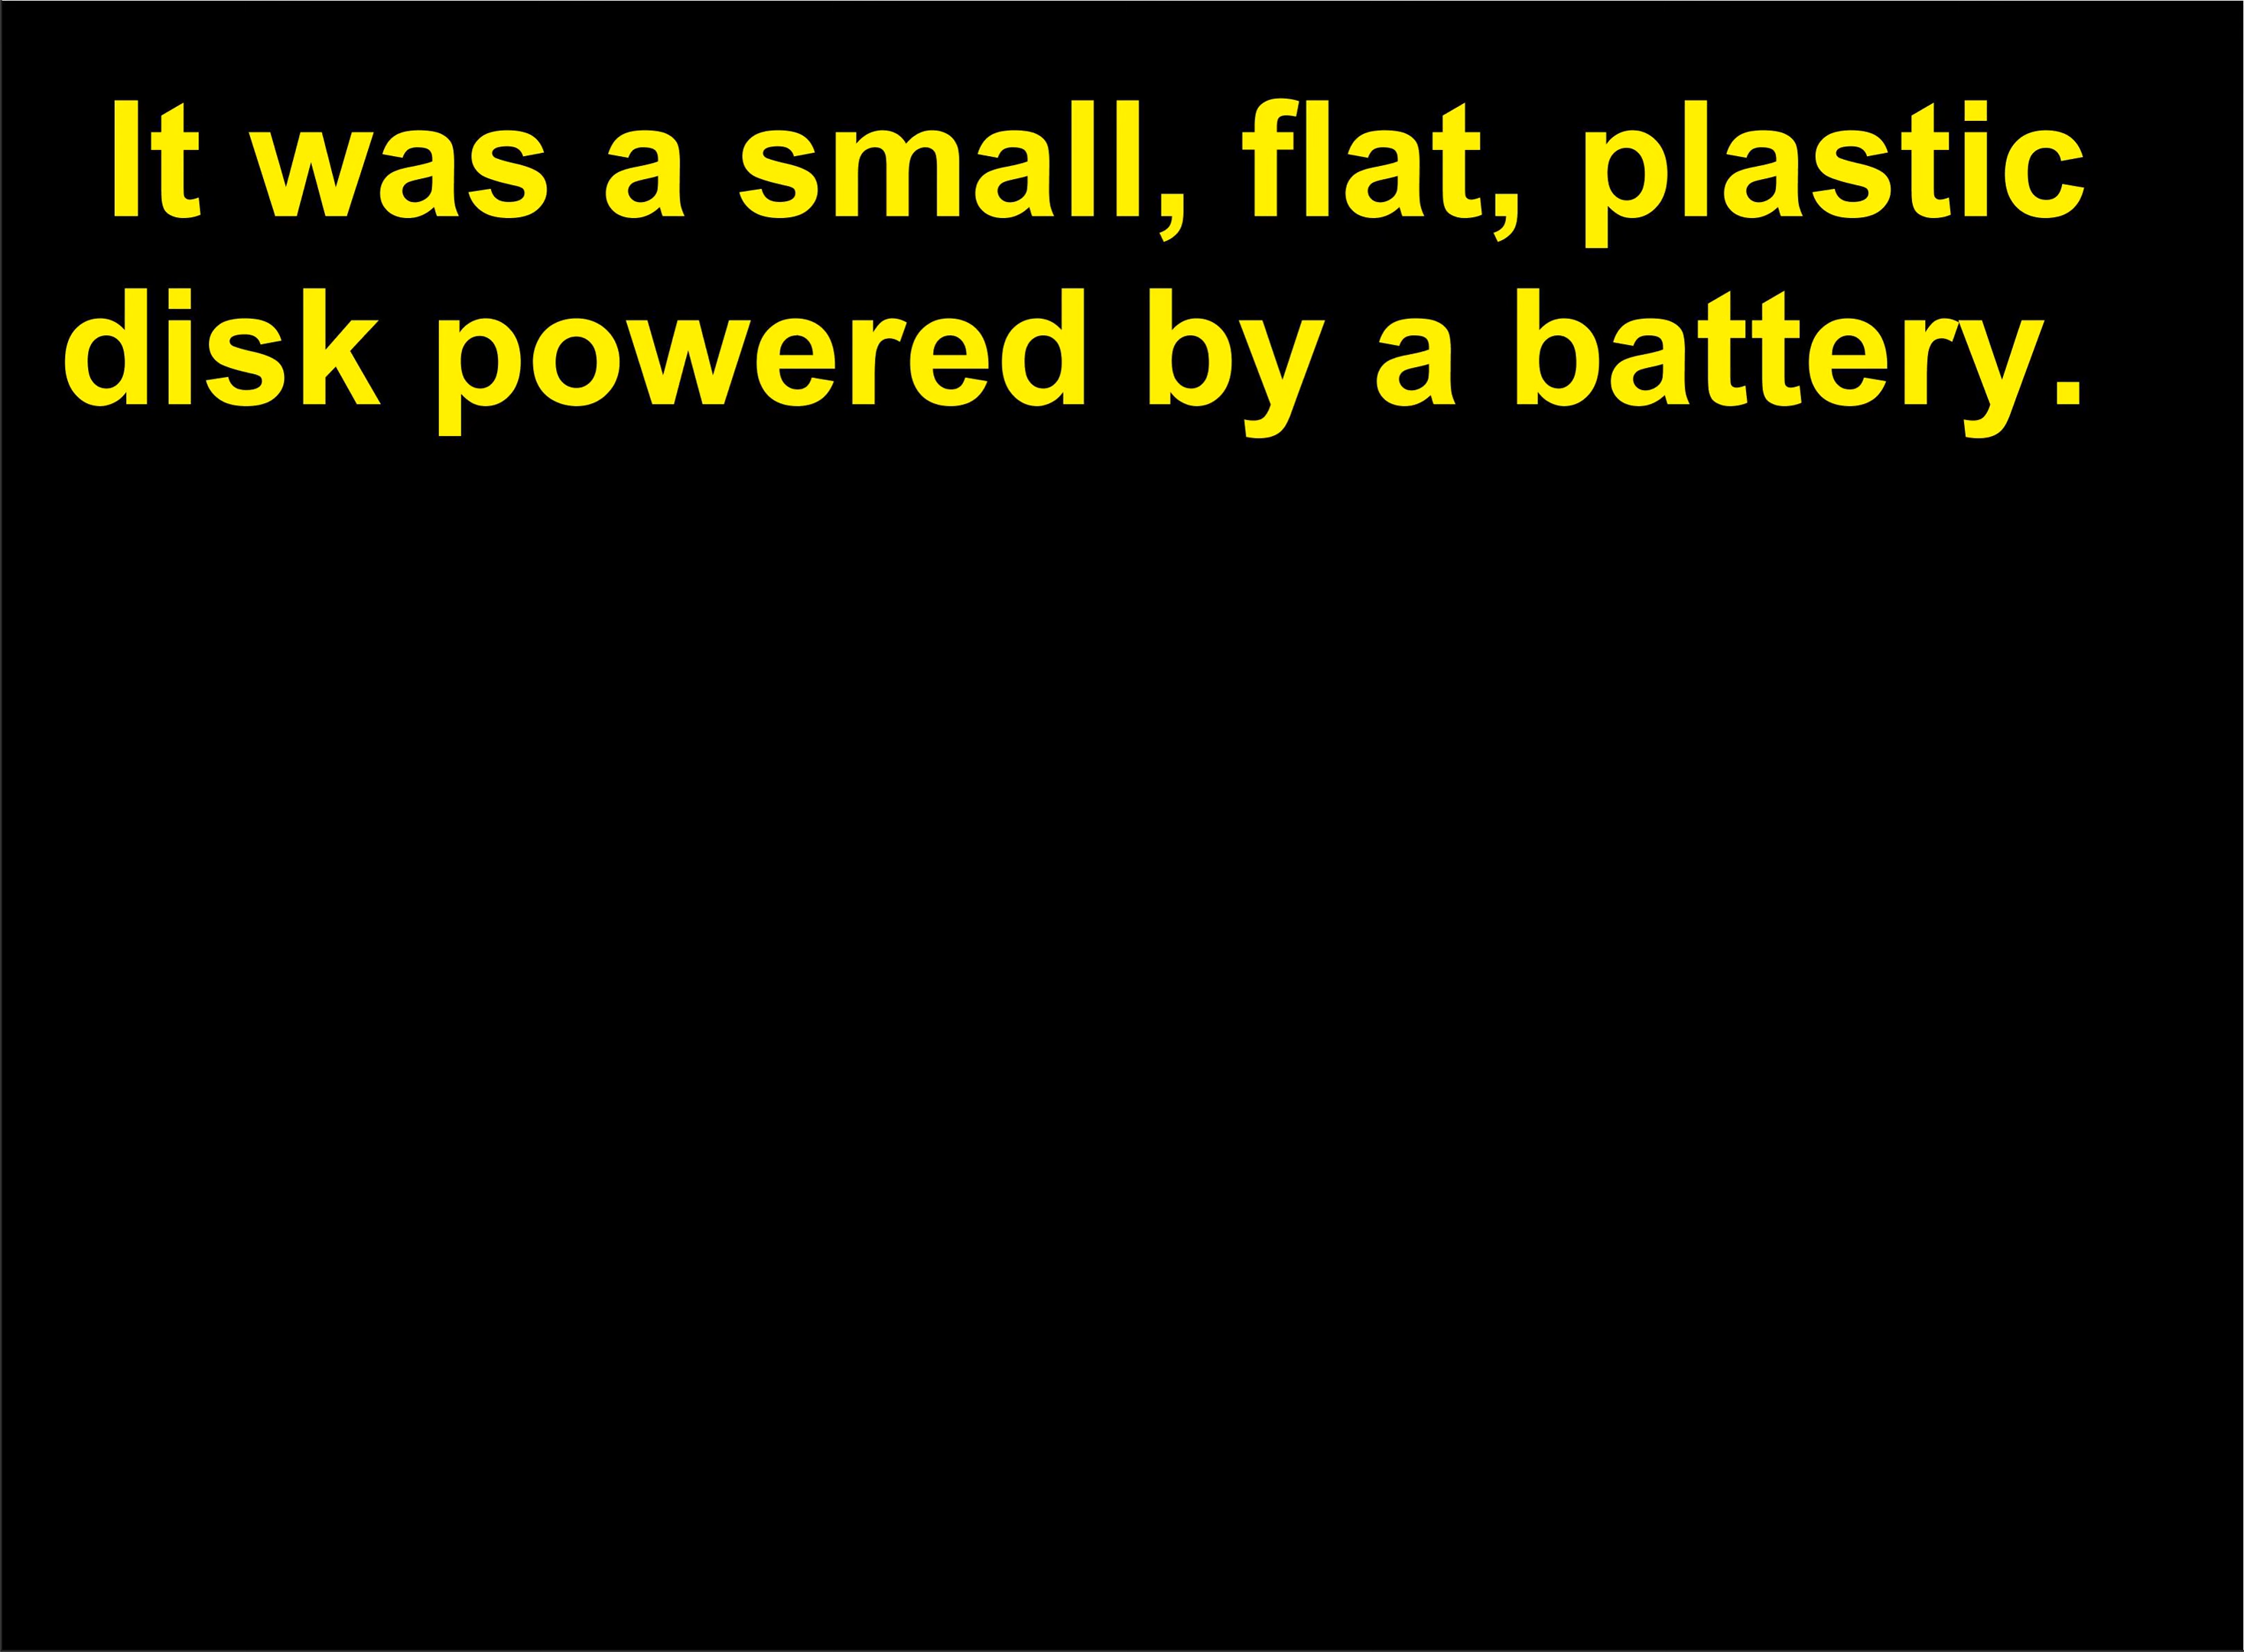 It was a small, flat, plastic
disk powered by a battery.